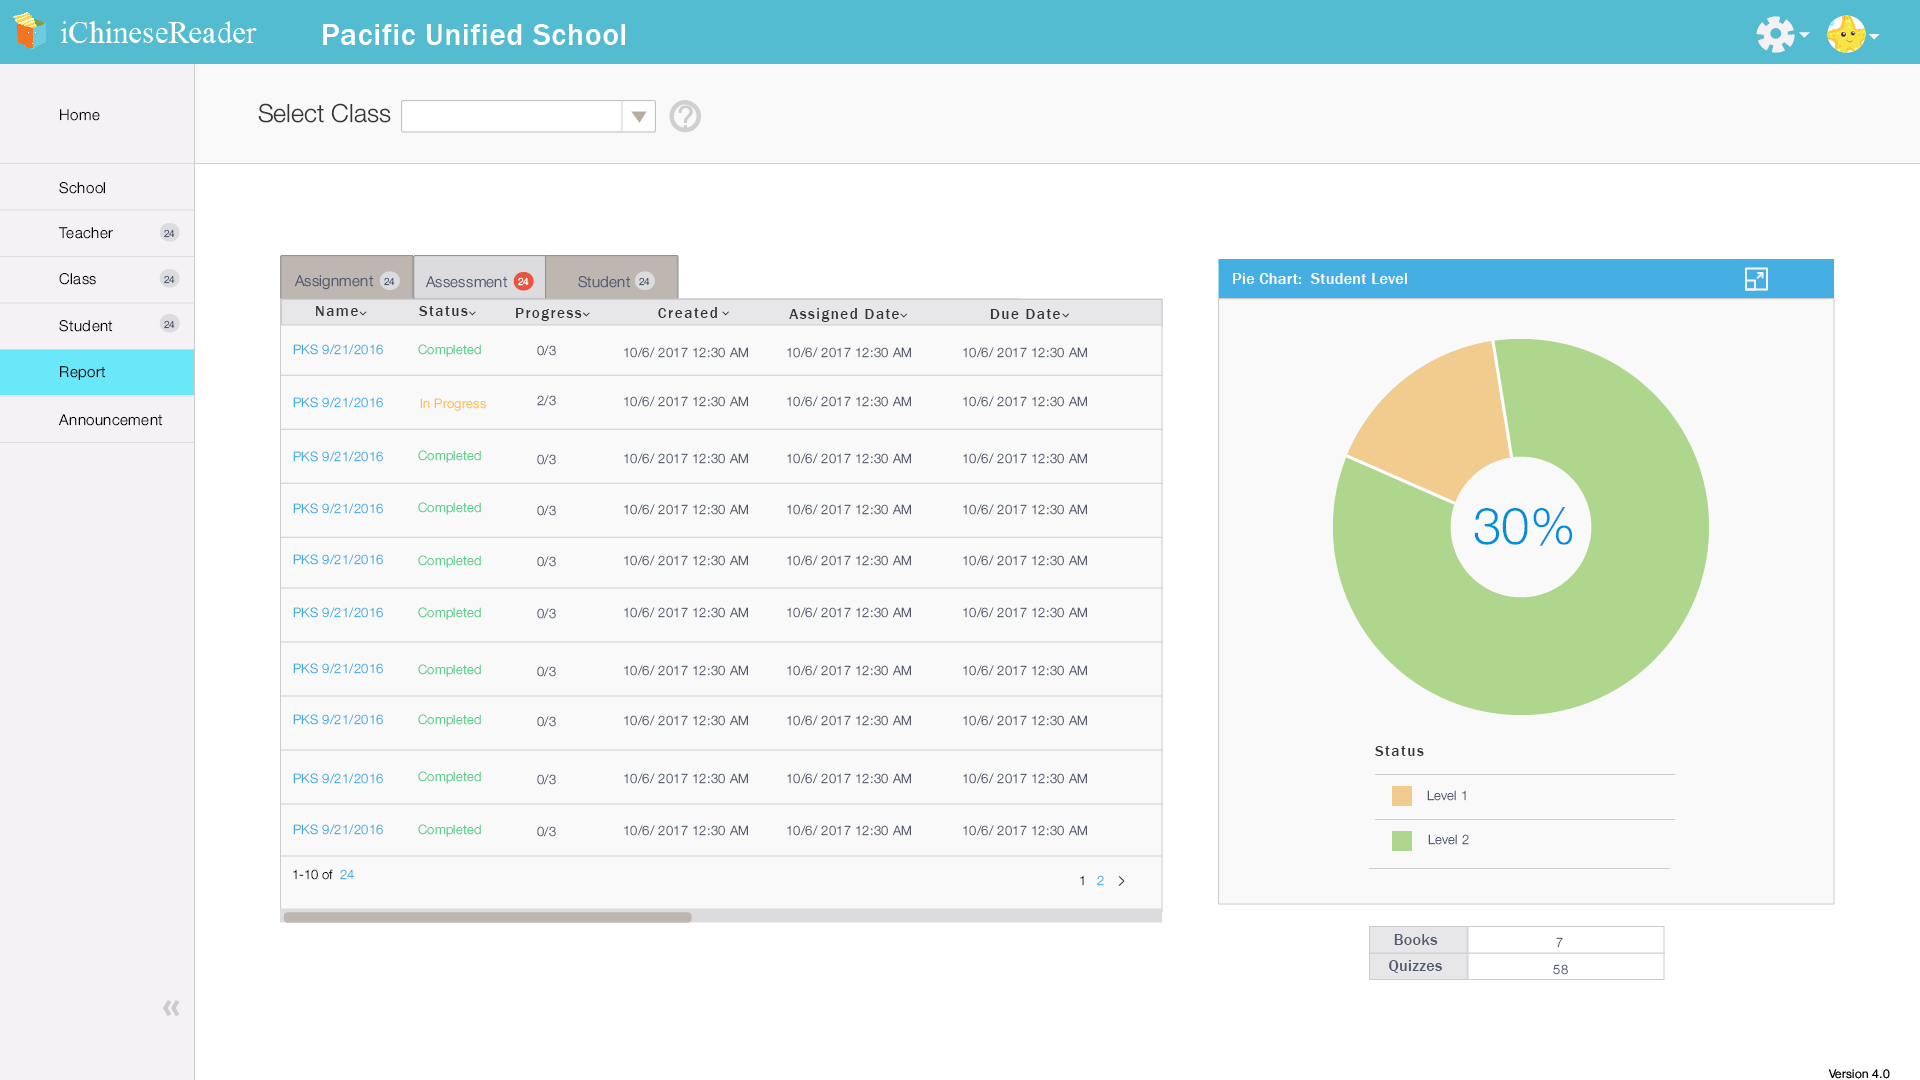 iChineseReader
Pacific Unified School
Home
School
Teacher 24
Class 24
Student 24
Report
Announcement
«
Select Class
?
Assignment 24 Assessment 24 Student 24
Name Status Progress Created Assigned Date Due Date
PKS 9/21/2016 Completed 0/3 10/6/ 2017 12:30 AM 10/6/ 2017 12:30 AM 10/6/ 2017 12:30 AM
PKS 9/21/2016 In Progress 2/3 10/6/ 2017 12:30 AM 10/6/ 2017 12:30 AM 10/6/ 2017 12:30 AM
PKS 9/21/2016 Completed 0/3 10/6/ 2017 12:30 AM 10/6/ 2017 12:30 AM 10/6/ 2017 12:30 AM
PKS 9/21/2016 Completed 0/3 10/6/ 2017 12:30 AM 10/6/ 2017 12:30 AM 10/6/ 2017 12:30 AM
PKS 9/21/2016 Completed 0/3 10/6/ 2017 12:30 AM 10/6/ 2017 12:30 AM 10/6/ 2017 12:30 AM
PKS 9/21/2016 Completed 0/3 10/6/ 2017 12:30 AM 10/6/ 2017 12:30 AM 10/6/ 2017 12:30 AM
PKS 9/21/2016 Completed 0/3 10/6/ 2017 12:30 AM 10/6/ 2017 12:30 AM 10/6/ 2017 12:30 AM
PKS 9/21/2016 Completed 0/3 10/6/ 2017 12:30 AM 10/6/ 2017 12:30 AM 10/6/ 2017 12:30 AM
PKS 9/21/2016 Completed 0/3 10/6/ 2017 12:30 AM 10/6/ 2017 12:30 AM 10/6/ 2017 12:30 AM
PKS 9/21/2016 Completed 0/3 10/6/ 2017 12:30 AM 10/6/ 2017 12:30 AM 10/6/ 2017 12:30 AM
1-10 of 24
1 2 >
Pie Chart: Student Level
30%
Status
Level 1
Level 2
Books 7
Quizzes 58
Version 4.0